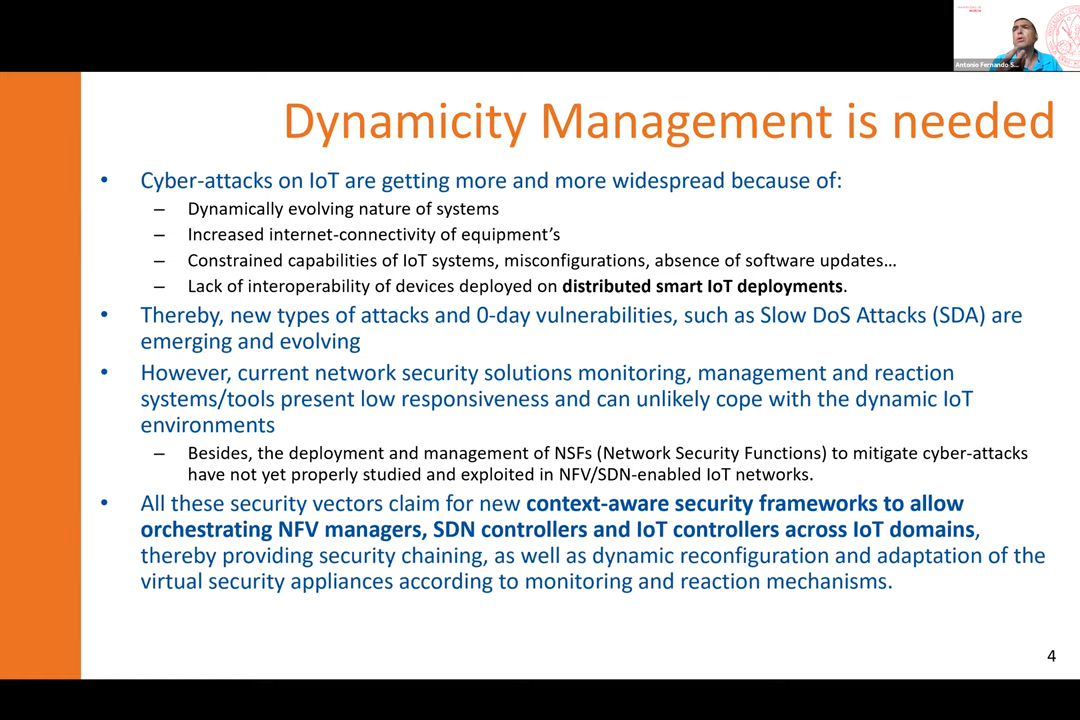 Antonio Fernando S...
Dynamicity Management is needed
• Cyber-attacks on IoT are getting more and more widespread because of:
– Dynamically evolving nature of systems
– Increased internet-connectivity of equipment’s
– Constrained capabilities of IoT systems, misconfigurations, absence of software updates…
– Lack of interoperability of devices deployed on distributed smart IoT deployments.
• Thereby, new types of attacks and 0-day vulnerabilities, such as Slow DoS Attacks (SDA) are
emerging and evolving
• However, current network security solutions monitoring, management and reaction
systems/tools present low responsiveness and can unlikely cope with the dynamic IoT
environments
– Besides, the deployment and management of NSFs (Network Security Functions) to mitigate cyber-attacks
have not yet properly studied and exploited in NFV/SDN-enabled IoT networks.
• All these security vectors claim for new context-aware security frameworks to allow
orchestrating NFV managers, SDN controllers and IoT controllers across IoT domains,
thereby providing security chaining, as well as dynamic reconfiguration and adaptation of the
virtual security appliances according to monitoring and reaction mechanisms.
4